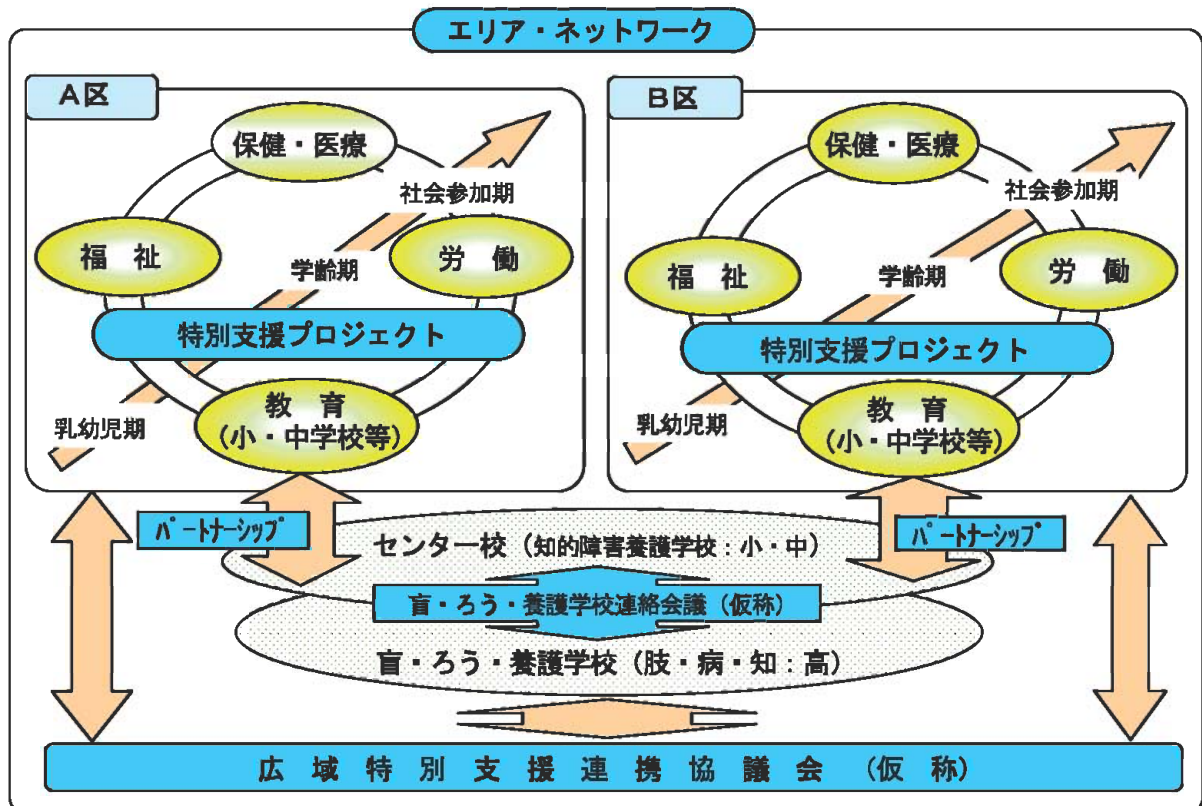 エリア・ネットワーク
A区
保健・医療
社会参加期
福 祉
労 働
学齢期
特別支援プロジェクト
教 育
(小・中学校等)
乳幼児期
B区
保健・医療
社会参加期
福 祉
労 働
学齢期
特別支援プロジェクト
教 育
(小・中学校等)
乳幼児期
パートナーシップ
パートナーシップ
センター校(知的障害養護学校:小・中)
盲・ろう・養護学校連絡会議(仮称)
盲・ろう・養護学校(肢・病・知:高)
広 域 特 別 支 援 連 携 協 議 会 (仮 称)